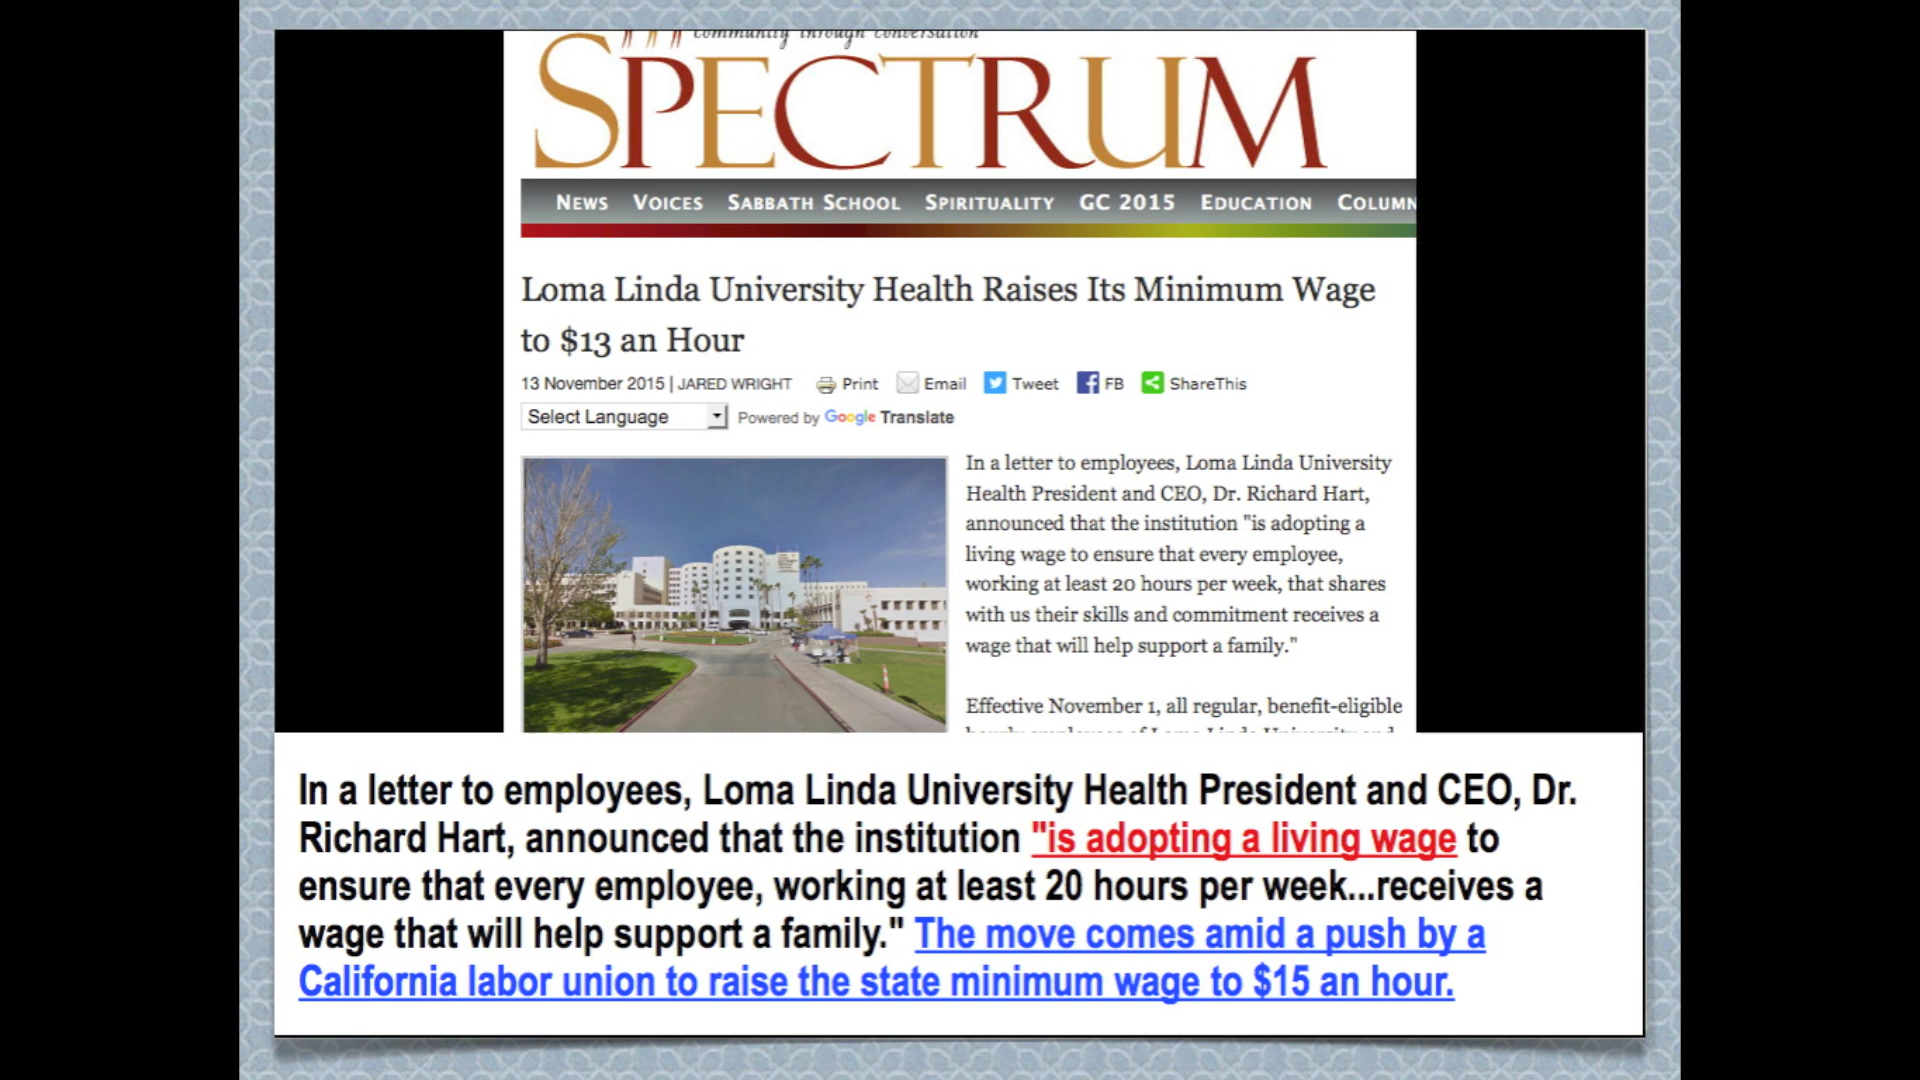 community through conversation
SPECTRUM
NEWS VOICES SABBATH SCHOOL SPIRITUALITY GC 2015 EDUCATION COLUMN
Loma Linda University Health Raises Its Minimum Wage
to $13 an Hour
13 November 2015 | JARED WRIGHT Print Email Tweet FB ShareThis
Select Language Powered by Google Translate
In a letter to employees, Loma Linda University
Health President and CEO, Dr. Richard Hart,
announced that the institution "is adopting a
living wage to ensure that every employee,
working at least 20 hours per week, that shares
with us their skills and commitment receives a
wage that will help support a family."
Effective November 1, all regular, benefit-eligible
In a letter to employees, Loma Linda University Health President and CEO, Dr.
Richard Hart, announced that the institution "is adopting a living wage to
ensure that every employee, working at least 20 hours per week...receives a
wage that will help support a family." The move comes amid a push by a
California labor union to raise the state minimum wage to $15 an hour.